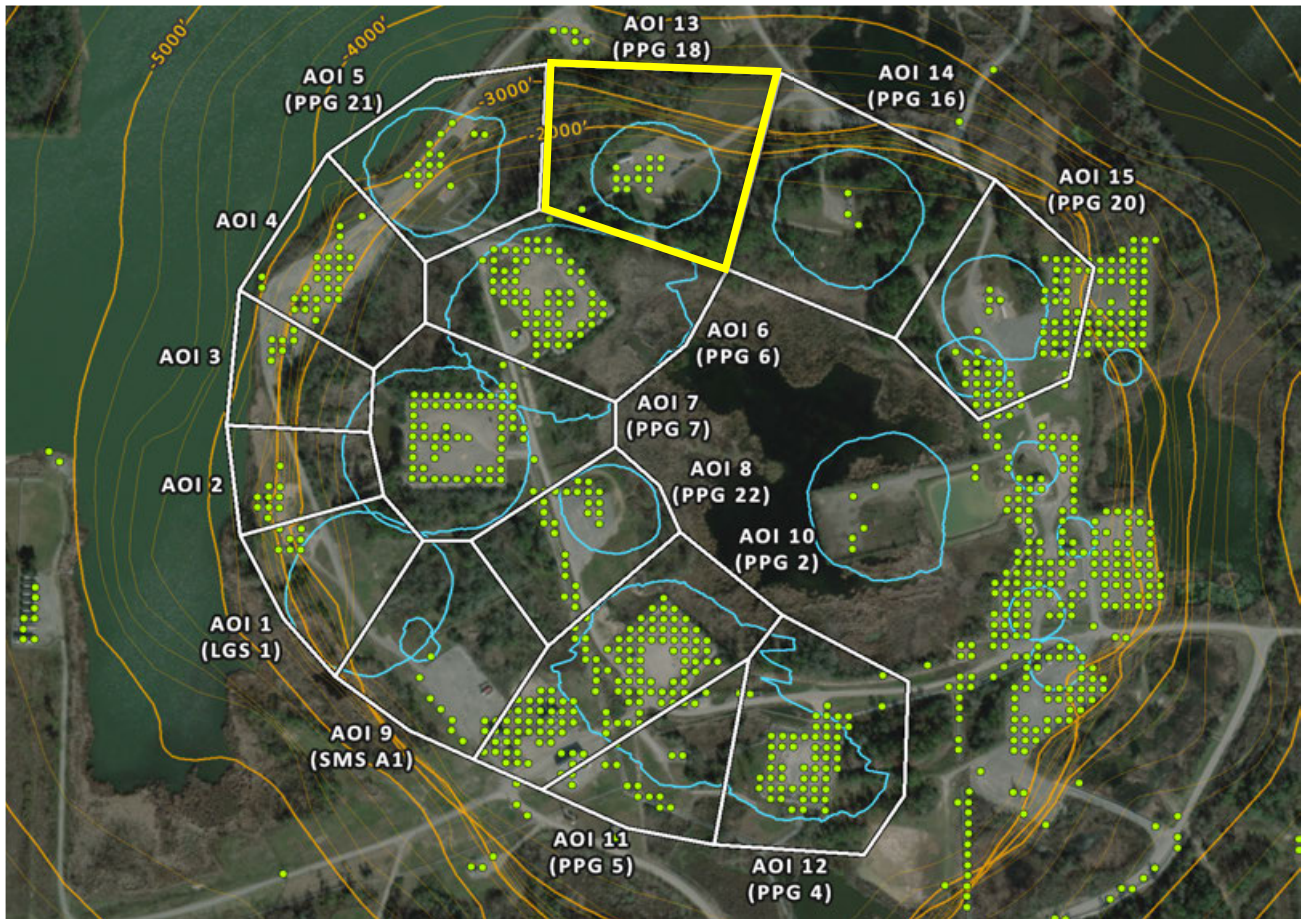 -5000'
-4000'
AOI 13
(PPG 18)
AOI 5
(PPG 21)
-3000'
-2000'
AOI 14
(PPG 16)
AOI 15
(PPG 20)
AOI 4
AOI 3
AOI 6
(PPG 6)
AOI 7
(PPG 7)
AOI 8
(PPG 22)
AOI 2
AOI 10
(PPG 2)
AOI 1
(LGS 1)
AOI 9
(SMS A1)
AOI 11
(PPG 5)
AOI 12
(PPG 4)